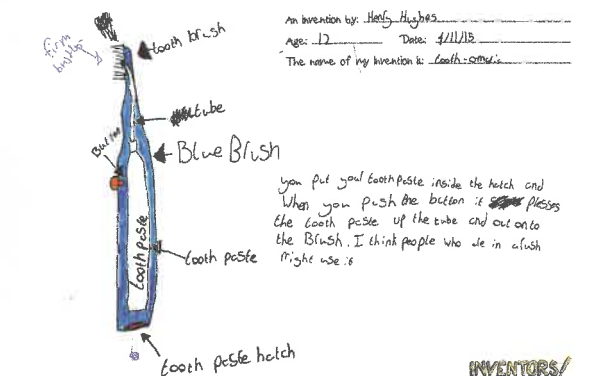 An invention by: Henry Hughes
Age: 12 Date: 4/11/15
The name of my invention is: tooth-omatic
firm
bristles
tooth brush
tube
Button
Blue Brush
you put your toothpaste inside the hatch and
when you push the button it presses
the tooth paste up the tube and out onto
the Brush. I think people who are in a rush
might use it
toothpaste
tooth paste
tooth paste hatch
INVENTORS/